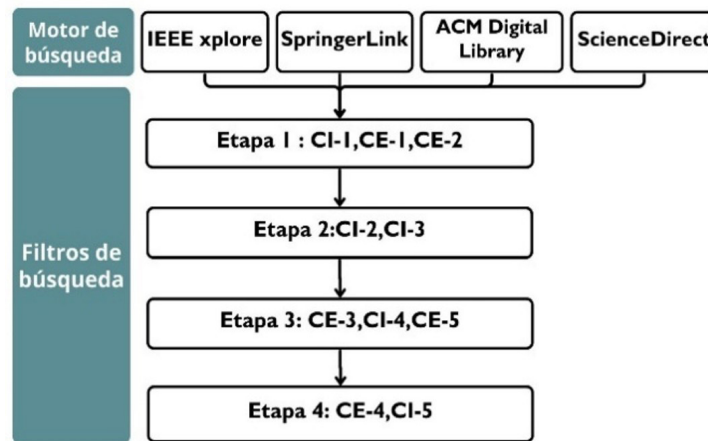 Motor de
búsqueda
IEEE xplore
SpringerLink
ACM Digital
Library
ScienceDirect
Filtros de
búsqueda
Etapa 1 : CI-1,CE-1,CE-2
Etapa 2:CI-2,CI-3
Etapa 3: CE-3,CI-4,CE-5
Etapa 4: CE-4,CI-5